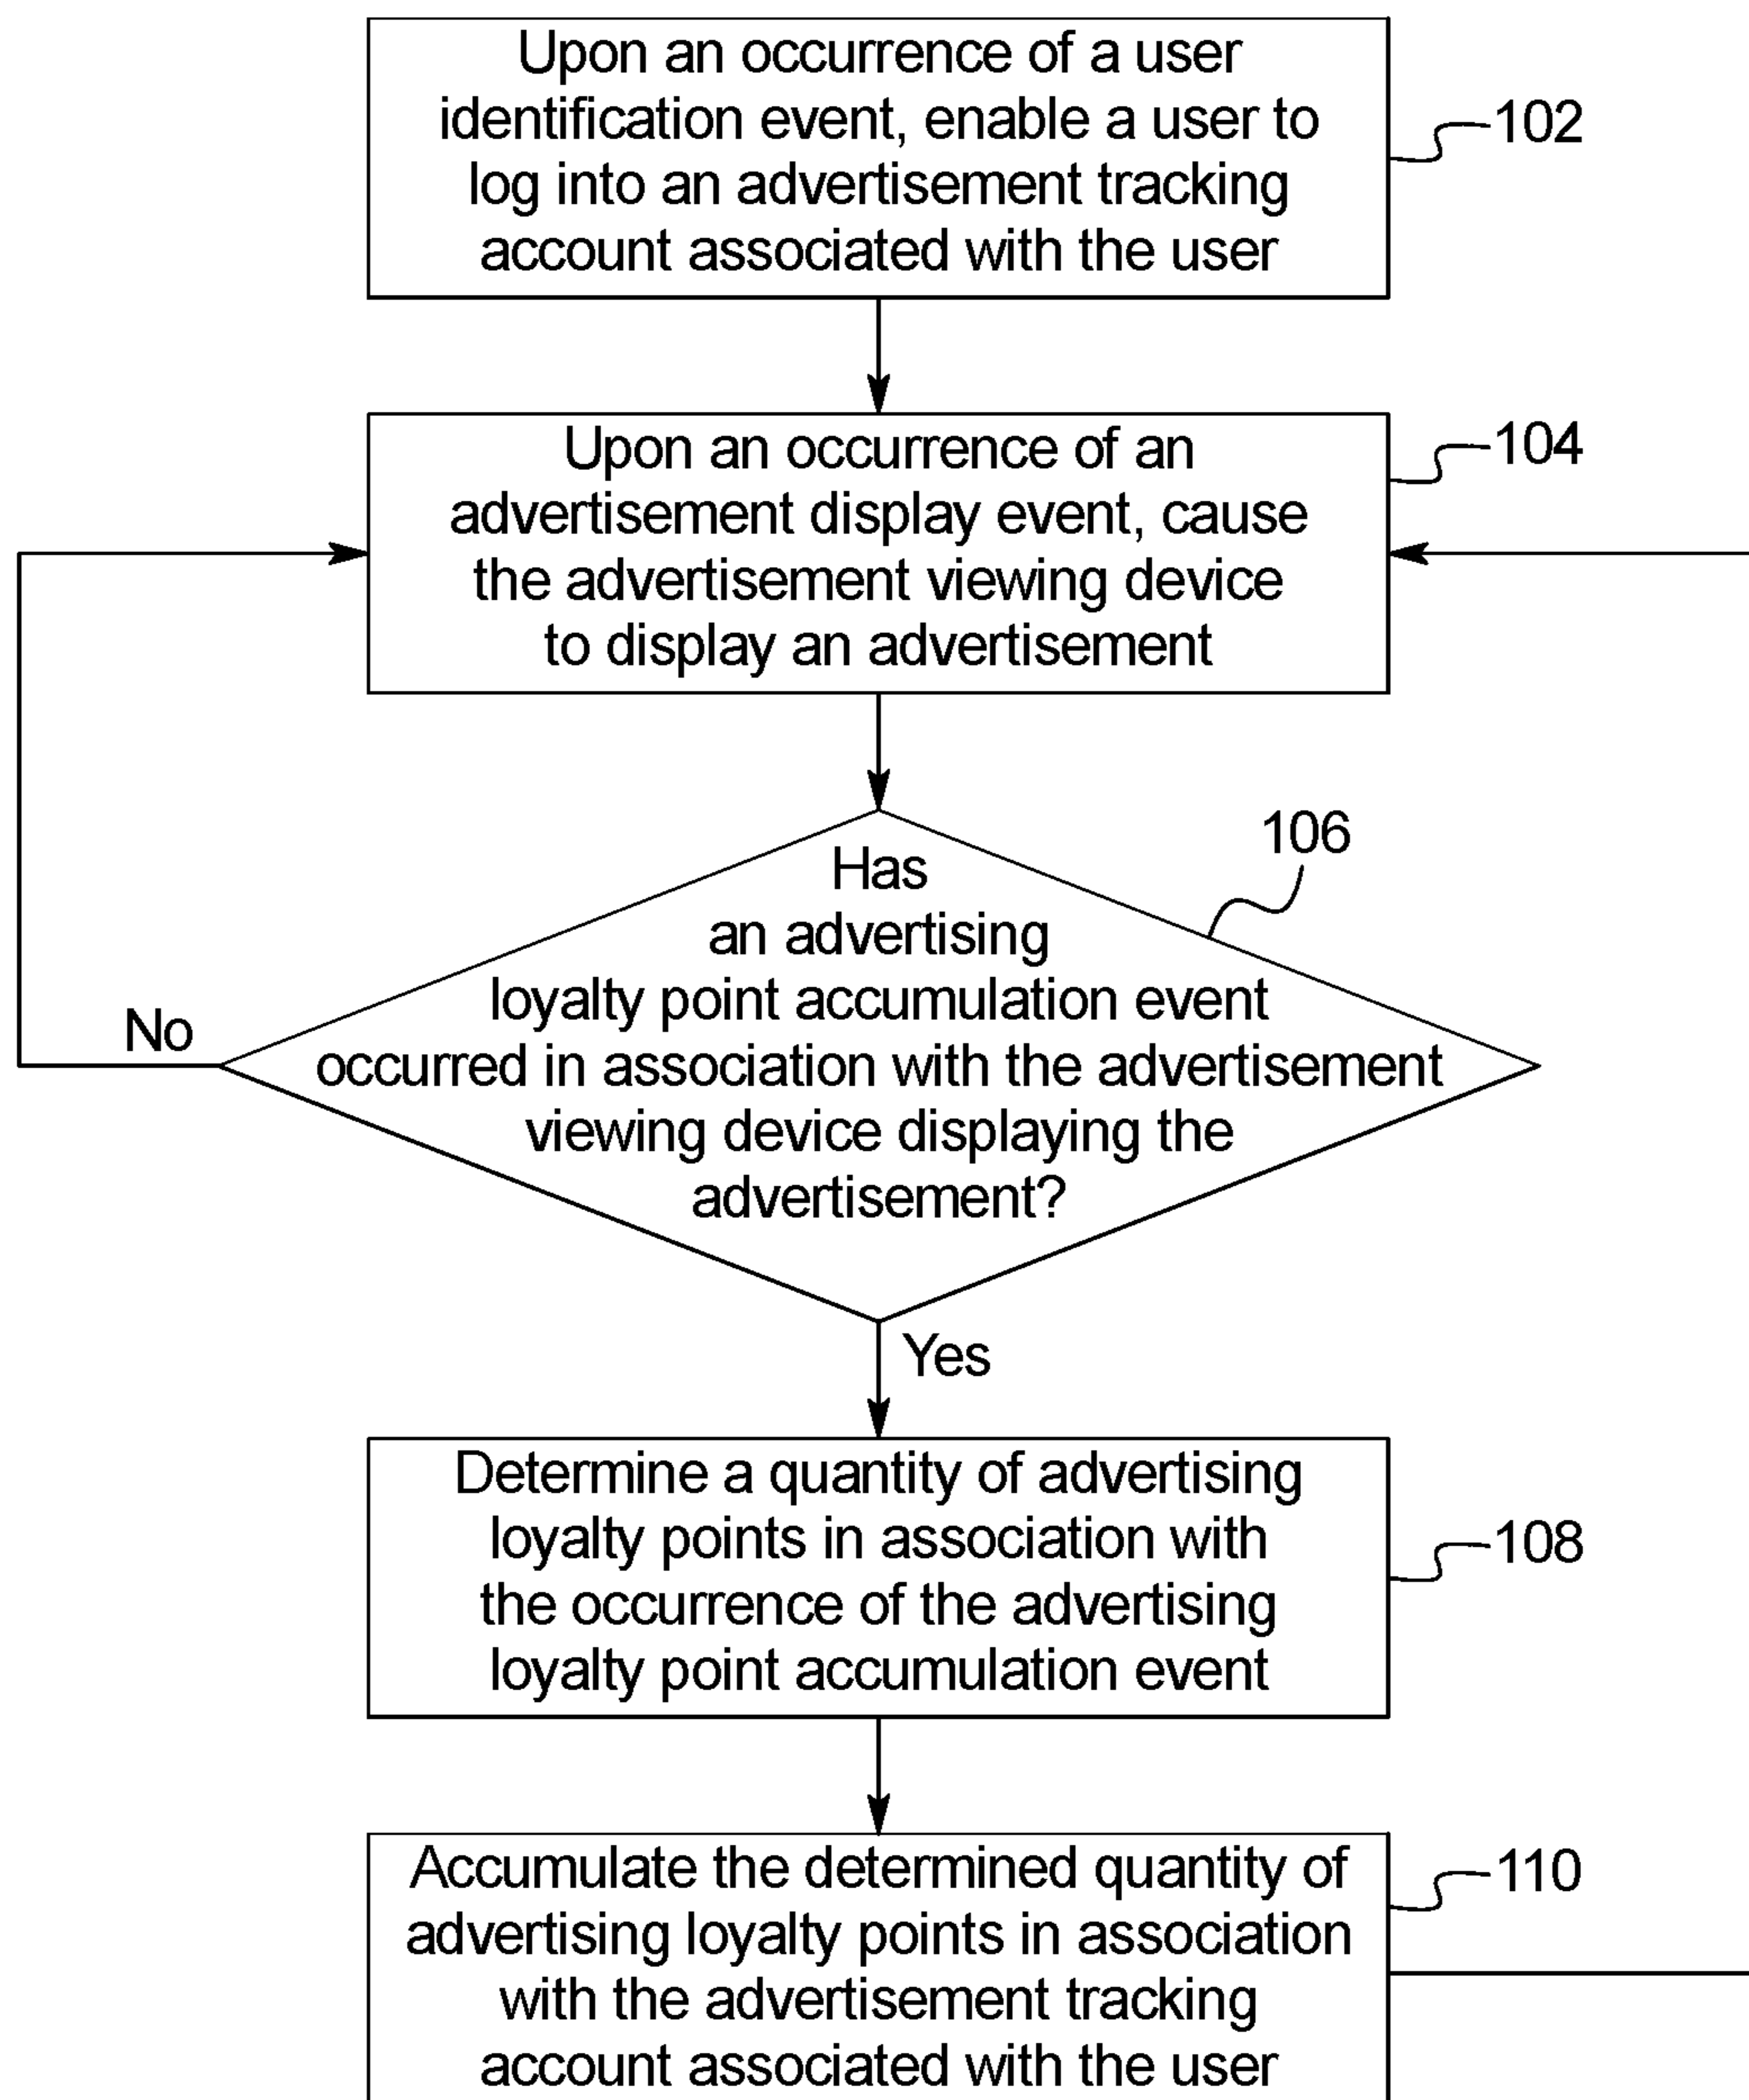 Upon an occurrence of a user
identification event, enable a user to
log into an advertisement tracking
account associated with the user
102
Upon an occurrence of an
advertisement display event, cause
the advertisement viewing device
to display an advertisement
104
Has
an advertising
loyalty point accumulation event
occurred in association with the advertisement
viewing device displaying the
advertisement?
106
No
Yes
Determine a quantity of advertising
loyalty points in association with
the occurrence of the advertising
loyalty point accumulation event
108
Accumulate the determined quantity of
advertising loyalty points in association
with the advertisement tracking
account associated with the user
110